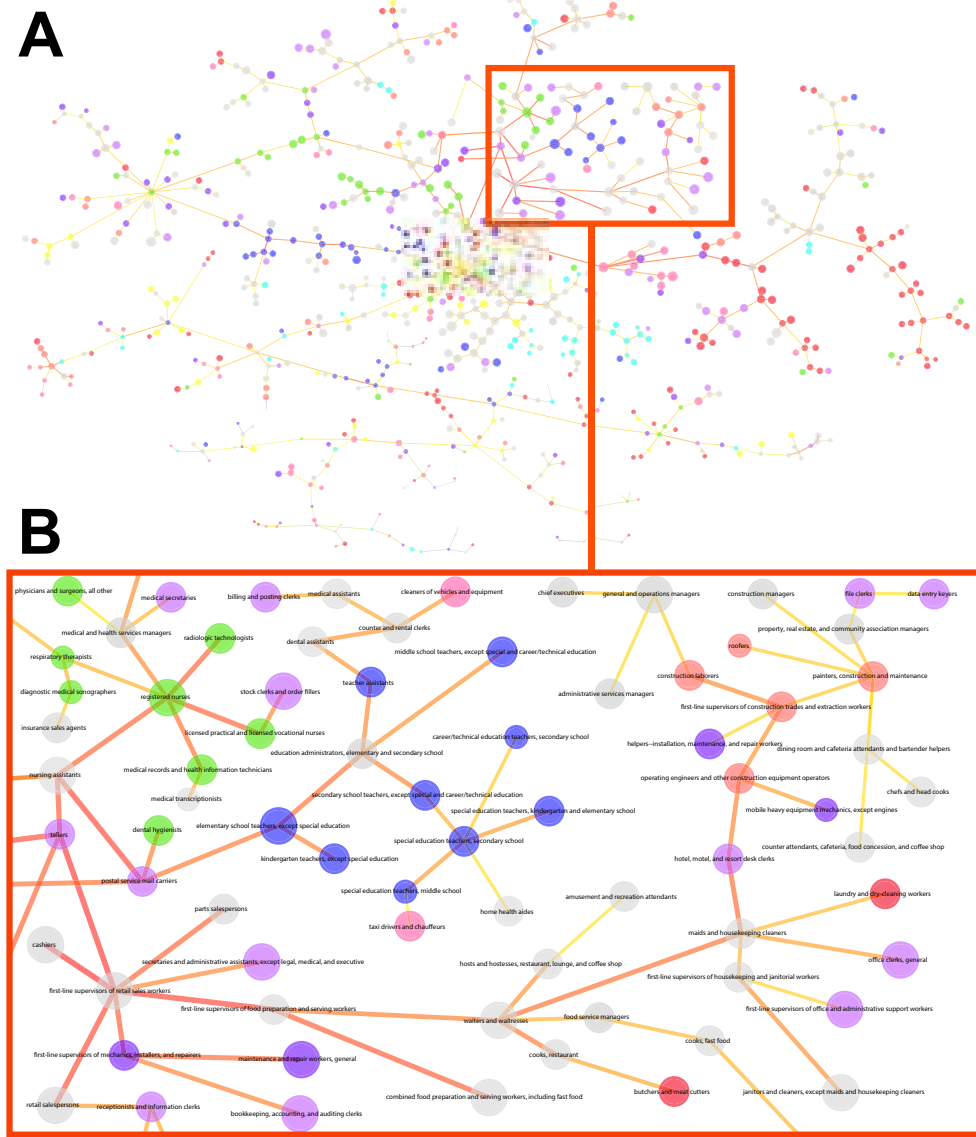 A
B
physicians and surgeons, all other
medical secretaries
billing and posting clerks
medical assistants
cleaners of vehicles and equipment
chief executives
general and operations managers
construction managers
file clerks
data entry keyers
medical and health services managers
radiologic technologists
counter and rental clerks
dental assistants
property, real estate, and community association managers
roofers
respiratory therapists
middle school teachers, except special and career/technical education
diagnostic medical sonographers
registered nurses
stock clerks and order fillers
teacher assistants
administrative services managers
construction laborers
painters, construction and maintenance
insurance sales agents
licensed practical and licensed vocational nurses
first-line supervisors of construction trades and extraction workers
career/technical education teachers, secondary school
helpers--installation, maintenance, and repair workers
dining room and cafeteria attendants and bartender helpers
education administrators, elementary and secondary school
nursing assistants
medical records and health information technicians
operating engineers and other construction equipment operators
medical transcriptionists
secondary school teachers, except special and career/technical education
chefs and head cooks
special education teachers, kindergarten and elementary school
mobile heavy equipment mechanics, except engines
tellers
dental hygienists
elementary school teachers, except special education
special education teachers, secondary school
counter attendants, cafeteria, food concession, and coffee shop
kindergarten teachers, except special education
hotel, motel, and resort desk clerks
postal service mail carriers
special education teachers, middle school
amusement and recreation attendants
laundry and dry-cleaning workers
parts salespersons
home health aides
taxi drivers and chauffeurs
maids and housekeeping cleaners
cashiers
secretaries and administrative assistants, except legal, medical, and executive
hosts and hostesses, restaurant, lounge, and coffee shop
office clerks, general
first-line supervisors of housekeeping and janitorial workers
first-line supervisors of retail sales workers
first-line supervisors of food preparation and serving workers
first-line supervisors of office and administrative support workers
waiters and waitresses
food service managers
cooks, fast food
first-line supervisors of mechanics, installers, and repairers
maintenance and repair workers, general
cooks, restaurant
butchers and meat cutters
janitors and cleaners, except maids and housekeeping cleaners
combined food preparation and serving workers, including fast food
retail salespersons
receptionists and information clerks
bookkeeping, accounting, and auditing clerks